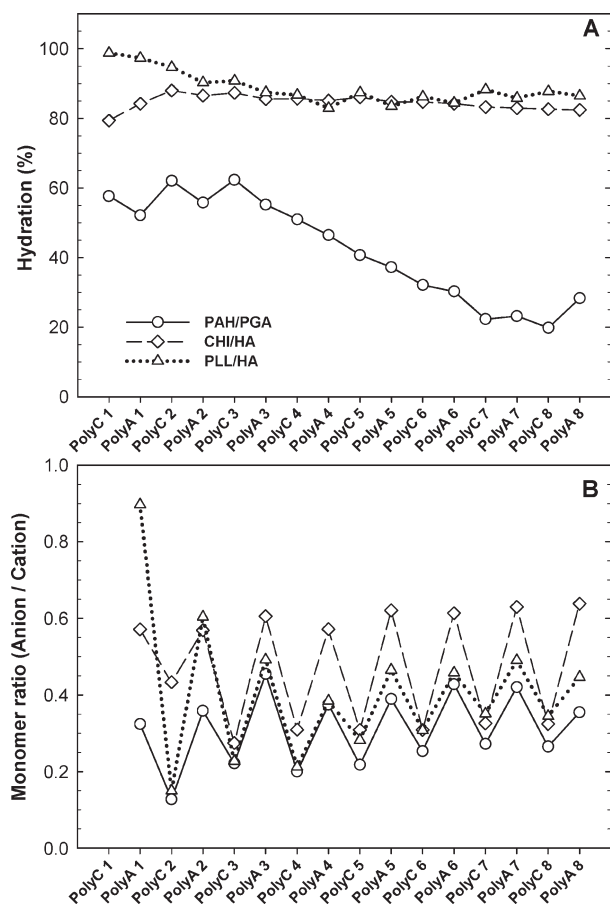 A
100
80
60
40
20
0
Hydration (%)
PAH/PGA
CHI/HA
PLL/HA
PolyC 1
PolyA 1
PolyC 2
PolyA 2
PolyC 3
PolyA 3
PolyC 4
PolyA 4
PolyC 5
PolyA 5
PolyC 6
PolyA 6
PolyC 7
PolyA 7
PolyC 8
PolyA 8
B
1.0
0.8
0.6
0.4
0.2
0.0
Monomer ratio (Anion / Cation)
PolyC 1
PolyA 1
PolyC 2
PolyA 2
PolyC 3
PolyA 3
PolyC 4
PolyA 4
PolyC 5
PolyA 5
PolyC 6
PolyA 6
PolyC 7
PolyA 7
PolyC 8
PolyA 8